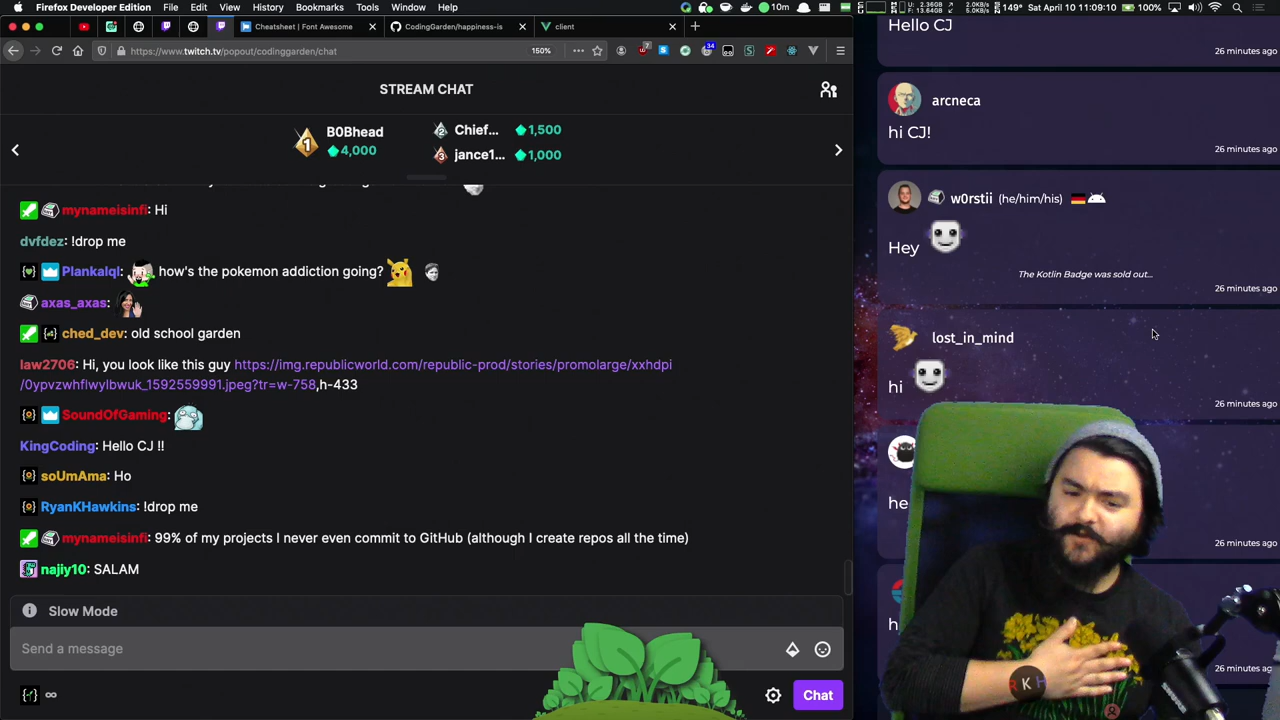 Firefox Developer Edition File Edit View History Bookmarks Tools Window Help
10m
149° Sat April 10 11:09:10 100%
Cheatsheet | Font Awesome
CodingGarden/happiness-is
client
https://www.twitch.tv/popout/codinggarden/chat
150%
STREAM CHAT
B0Bhead
4,000
Chief... 1,500
jance1... 1,000
mynameisinfi: Hi
dvfdez: !drop me
Plankalql: how's the pokemon addiction going?
axas_axas:
ched_dev: old school garden
law2706: Hi, you look like this guy https://img.republicworld.com/republic-prod/stories/promolarge/xxhdpi
/0ypvzwhflwylbwuk_1592559991.jpeg?tr=w-758,h-433
SoundOfGaming:
KingCoding: Hello CJ !!
soUmAma: Ho
RyanKHawkins: !drop me
mynameisinfi: 99% of my projects I never even commit to GitHub (although I create repos all the time)
najiy10: SALAM
Slow Mode
Send a message
Chat
Hello CJ
26 minutes ago
arcneca
hi CJ!
26 minutes ago
w0rstii (he/him/his)
Hey
The Kotlin Badge was sold out...
26 minutes ago
lost_in_mind
hi
26 minutes ago
he
26 minutes ago
h
26 minutes ago
R K H